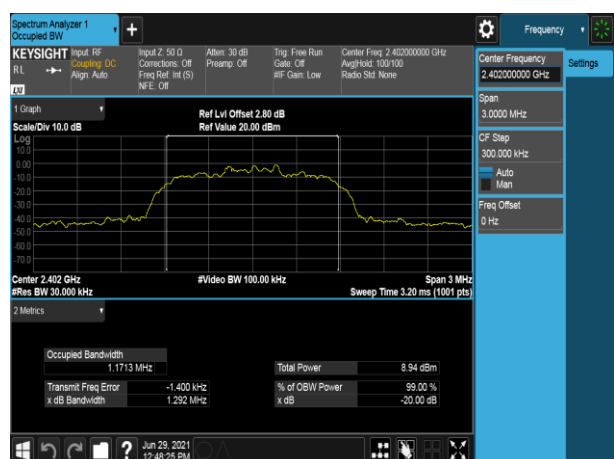 Spectrum Analyzer 1
Occupied BW
+
Frequency
KEYSIGHT
RL
LXI
Input: RF
Coupling: DC
Align: Auto
Input Z: 50 Ω
Corrections: Off
Freq Ref: Int (S)
NFE: Off
Atten: 30 dB
Preamp: Off
Trig: Free Run
Gate: Off
#IF Gain: Low
Center Freq: 2.402000000 GHz
Avg|Hold: 100/100
Radio Std: None
Center Frequency
2.402000000 GHz
Settings
Span
3.0000 MHz
CF Step
300.000 kHz
Auto
Man
Freq Offset
0 Hz
1 Graph
Scale/Div 10.0 dB
Ref Lvl Offset 2.80 dB
Ref Value 20.00 dBm
Log
10.0
0.00
-10.0
-20.0
-30.0
-40.0
-50.0
-60.0
-70.0
Center 2.402 GHz
#Res BW 30.000 kHz
#Video BW 100.00 kHz
Span 3 MHz
Sweep Time 3.20 ms (1001 pts)
2 Metrics
Occupied Bandwidth
1.1713 MHz
Total Power 8.94 dBm
Transmit Freq Error -1.400 kHz
% of OBW Power 99.00 %
x dB Bandwidth 1.292 MHz
x dB -20.00 dB
?
Jun 29, 2021
12:48:25 PM